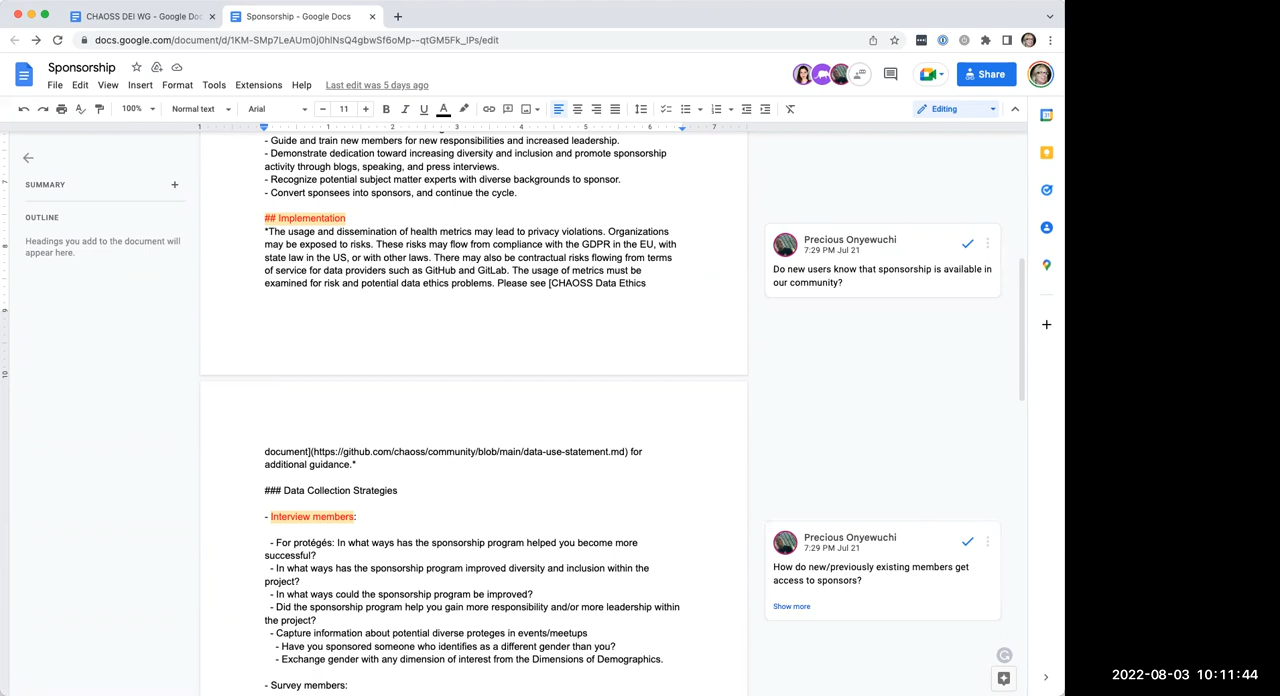 CHAOSS DEI WG - Google Doc
Sponsorship - Google Docs
docs.google.com/document/d/1KM-SMp7LeAUm0j0hlNsQ4gbwSf6oMp--qtGM5Fk_lPs/edit
Sponsorship
File Edit View Insert Format Tools Extensions Help Last edit was 5 days ago
Share
100% Normal text Arial 11 Editing
1 1 2 3 4 5 6 7
SUMMARY
OUTLINE
Headings you add to the document will
appear here.
- Guide and train new members for new responsibilities and increased leadership.
- Demonstrate dedication toward increasing diversity and inclusion and promote sponsorship
activity through blogs, speaking, and press interviews.
- Recognize potential subject matter experts with diverse backgrounds to sponsor.
- Convert sponsees into sponsors, and continue the cycle.
## Implementation
*The usage and dissemination of health metrics may lead to privacy violations. Organizations
may be exposed to risks. These risks may flow from compliance with the GDPR in the EU, with
state law in the US, or with other laws. There may also be contractual risks flowing from terms
of service for data providers such as GitHub and GitLab. The usage of metrics must be
examined for risk and potential data ethics problems. Please see [CHAOSS Data Ethics
document](https://github.com/chaoss/community/blob/main/data-use-statement.md) for
additional guidance.*
### Data Collection Strategies
- Interview members:
- For protégés: In what ways has the sponsorship program helped you become more
successful?
- In what ways has the sponsorship program improved diversity and inclusion within the
project?
- In what ways could the sponsorship program be improved?
- Did the sponsorship program help you gain more responsibility and/or more leadership within
the project?
- Capture information about potential diverse proteges in events/meetups
- Have you sponsored someone who identifies as a different gender than you?
- Exchange gender with any dimension of interest from the Dimensions of Demographics.
- Survey members:
Precious Onyewuchi
7:29 PM Jul 21
Do new users know that sponsorship is available in
our community?
Precious Onyewuchi
7:29 PM Jul 21
How do new/previously existing members get
access to sponsors?
Show more
2022-08-03 10:11:44